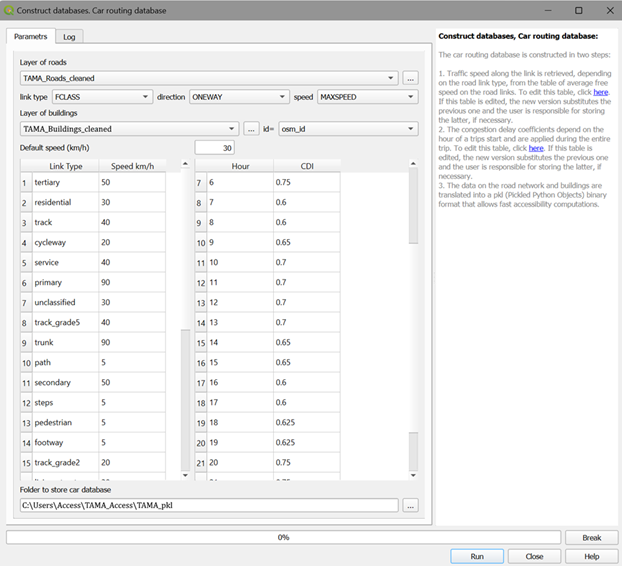 Construct databases. Car routing database
Parametrs
Log
Layer of roads
TAMA_Roads_cleaned
...
link type FCLASS direction ONEWAY speed MAXSPEED
Layer of buildings
TAMA_Buildings_cleaned ... id= osm_id
Default speed (km/h) 30
Link Type Speed km/h
1 tertiary 50
2 residential 30
3 track 40
4 cycleway 20
5 service 40
6 primary 90
7 unclassified 30
8 track_grade5 40
9 trunk 90
10 path 5
11 secondary 50
12 steps 5
13 pedestrian 5
14 footway 5
15 track_grade2 20
Hour CDI
7 6 0.75
8 7 0.6
9 8 0.6
10 9 0.65
11 10 0.7
12 11 0.7
13 12 0.7
14 13 0.7
15 14 0.65
16 15 0.65
17 16 0.6
18 17 0.6
19 18 0.625
20 19 0.625
21 20 0.75
Folder to store car database
C:\Users\Access\TAMA_Access\TAMA_pkl
...
Construct databases, Car routing database:
The car routing database is constructed in two steps:
1. Traffic speed along the link is retrieved, depending
on the road link type, from the table of average free
speed on the road links. To edit this table, click here.
If this table is edited, the new version substitutes the
previous one and the user is responsible for storing
the latter, if necessary.
2. The congestion delay coefficients depend on the
hour of a trips start and are applied during the entire
trip. To edit this table, click here. If this table is
edited, the new version substitutes the previous one
and the user is responsible for storing the latter, if
necessary.
3. The data on the road network and buildings are
translated into a pkl (Pickled Python Objects) binary
format that allows fast accessibility computations.
0%
Break
Run
Close
Help